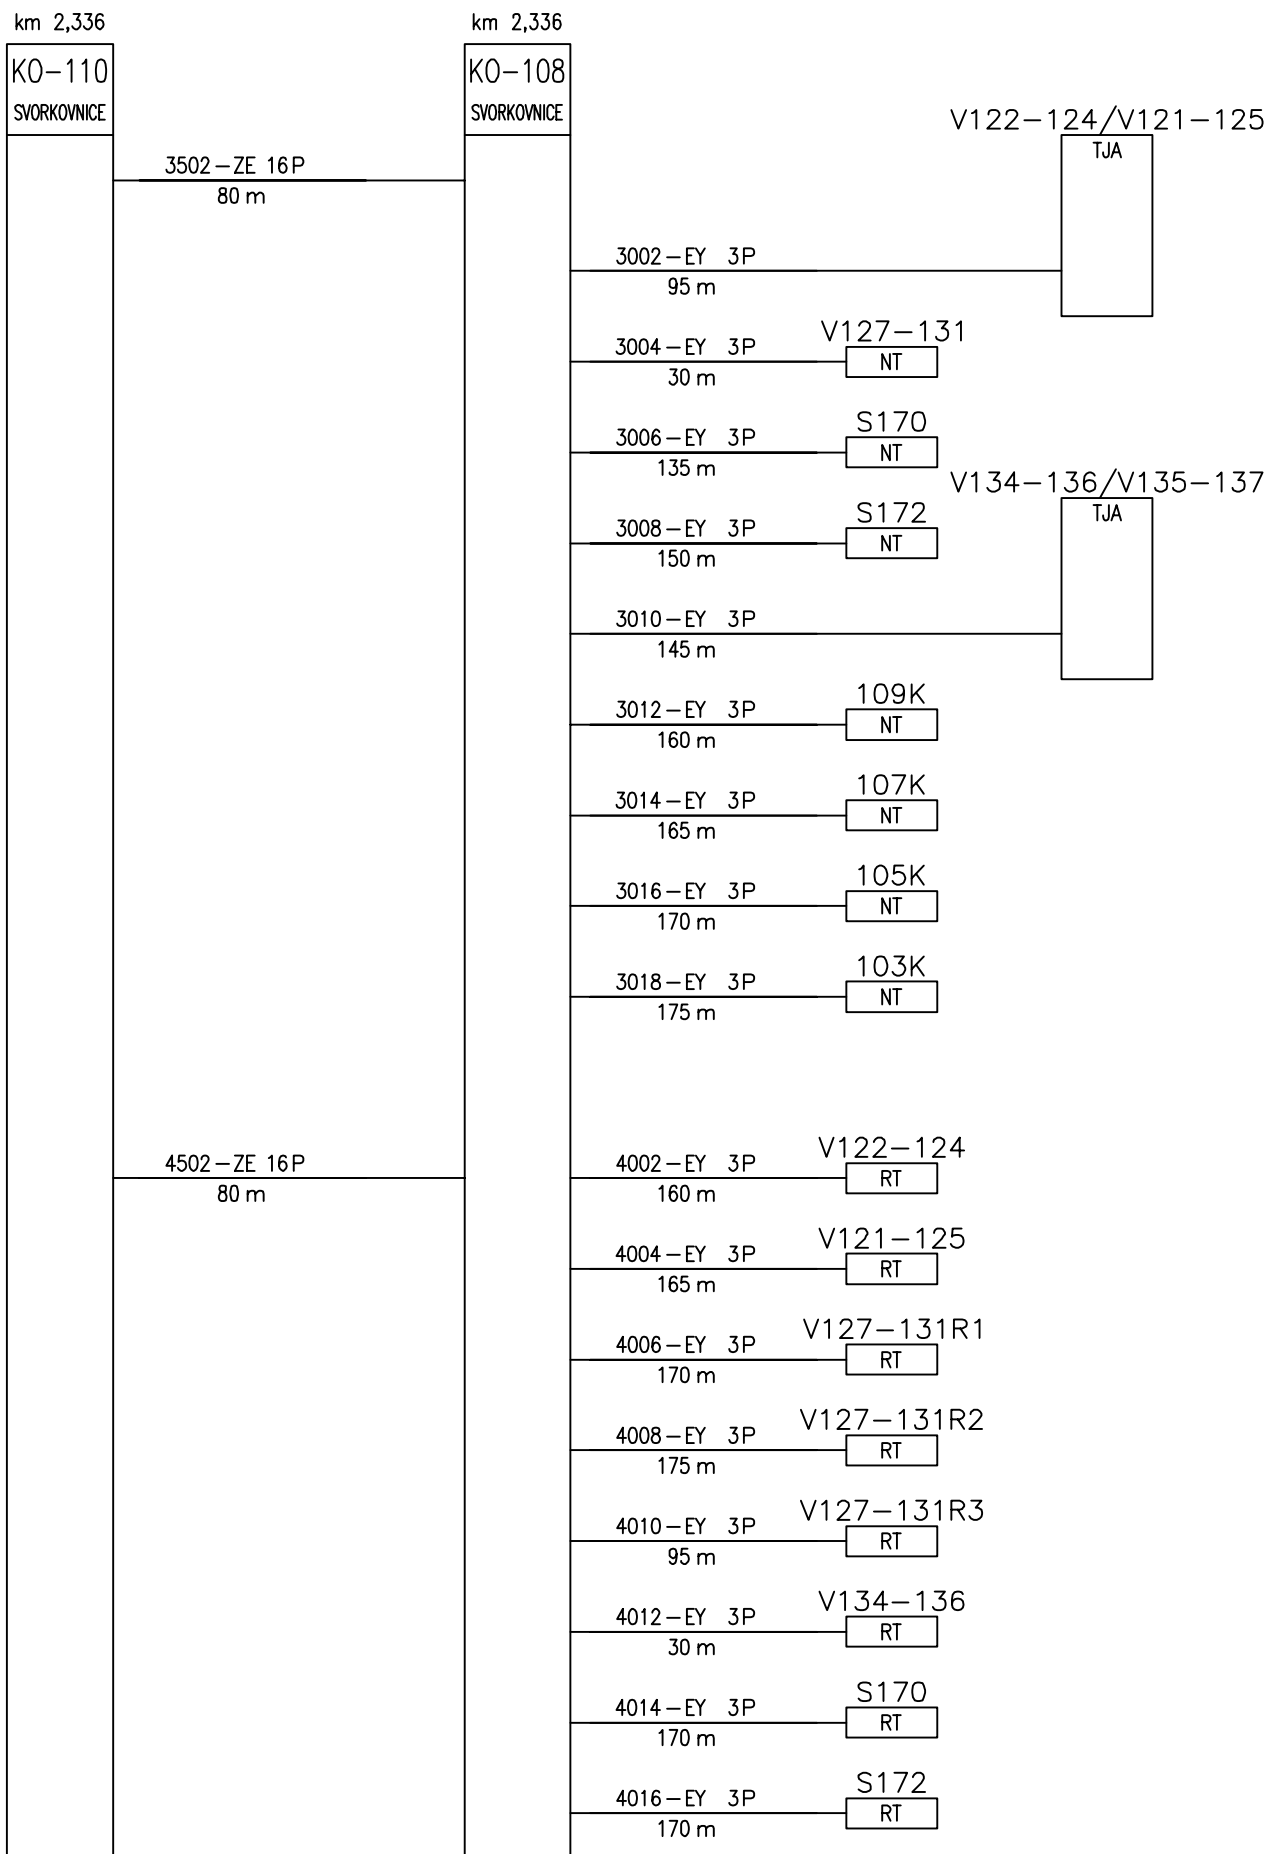 km 2,336
km 2,336
KO-110
SVORKOVNICE
KO-108
SVORKOVNICE
V122-124/V121-125
TJA
3502-ZE 16P
80 m
3002-EY 3P
95 m
V127-131
3004-EY 3P
NT
30 m
S170
3006-EY 3P
NT
135 m
V134-136/V135-137
TJA
S172
3008-EY 3P
NT
150 m
3010-EY 3P
145 m
109K
3012-EY 3P
NT
160 m
107K
3014-EY 3P
NT
165 m
105K
3016-EY 3P
NT
170 m
103K
3018-EY 3P
NT
175 m
4502-ZE 16P
80 m
V122-124
4002-EY 3P
RT
160 m
V121-125
4004-EY 3P
RT
165 m
V127-131R1
4006-EY 3P
RT
170 m
V127-131R2
4008-EY 3P
RT
175 m
V127-131R3
4010-EY 3P
RT
95 m
V134-136
4012-EY 3P
RT
30 m
S170
4014-EY 3P
RT
170 m
S172
4016-EY 3P
RT
170 m